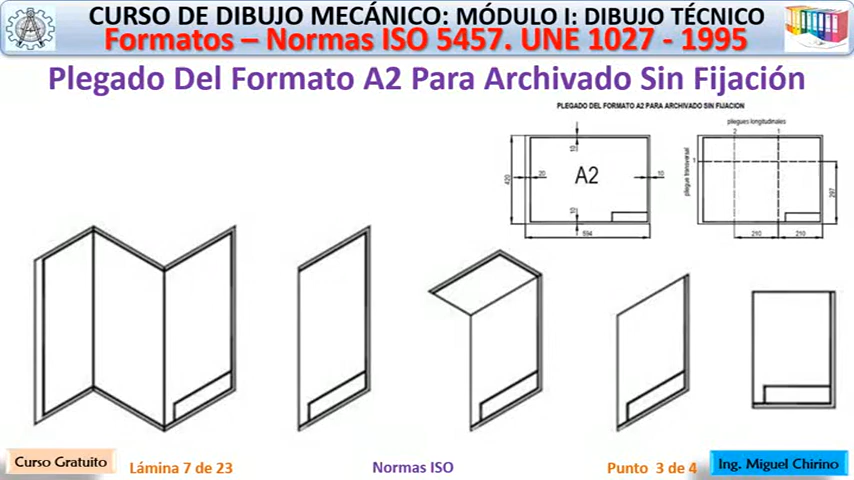 CURSO DE DIBUJO MECÁNICO: MÓDULO I: DIBUJO TÉCNICO
Formatos – Normas ISO 5457. UNE 1027 - 1995
Plegado Del Formato A2 Para Archivado Sin Fijación
PLEGADO DEL FORMATO A2 PARA ARCHIVADO SIN FIJACION
pliegues longitudinales
2 1
10
420
20
A2
10
10
594
pliegue transversal
1
297
210 210
Curso Gratuito
Lámina 7 de 23
Normas ISO
Punto 3 de 4
Ing. Miguel Chirino